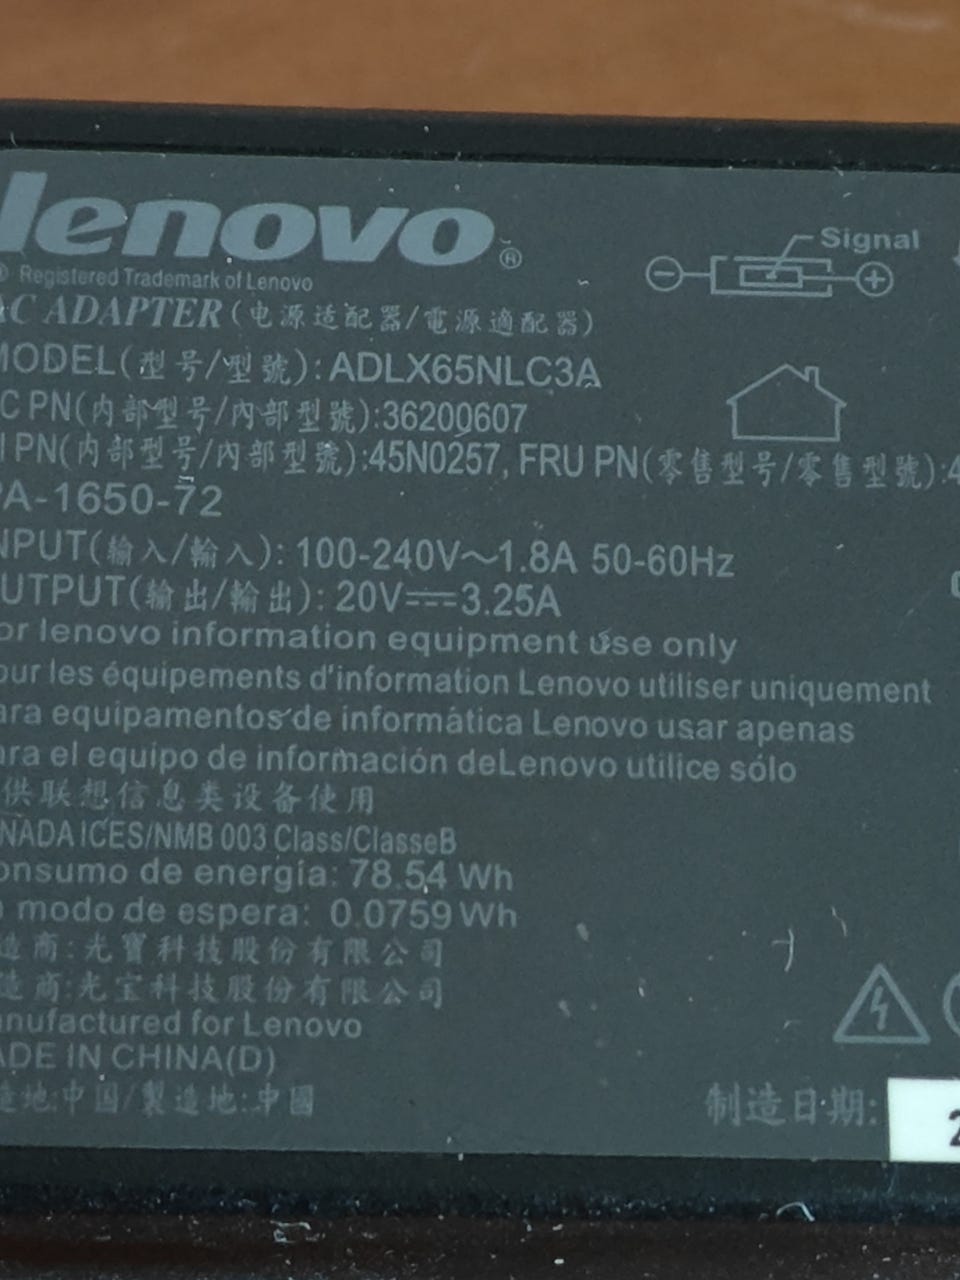 lenovo®
® Registered Trademark of Lenovo
Signal
AC ADAPTER(电源适配器/電源適配器)
MODEL(型号/型號):ADLX65NLC3A
C PN(内部型号/內部型號):36200607
I PN(内部型号/內部型號):45N0257, FRU PN(零售型号/零售型號):4
PA-1650-72
NPUT(输入/輸入): 100-240V～1.8A 50-60Hz
UTPUT(输出/輸出): 20V⎓3.25A
or lenovo information equipment use only
our les équipements d'information Lenovo utiliser uniquement
ara equipamentos de informática Lenovo usar apenas
ara el equipo de información deLenovo utilice sólo
供联想信息类设备使用
NADA ICES/NMB 003 Class/ClasseB
onsumo de energía: 78.54 Wh
modo de espera: 0.0759 Wh
造商:光寶科技股份有限公司
造商:光宝科技股份有限公司
anufactured for Lenovo
ADE IN CHINA(D)
造地:中国/製造地:中國
制造日期:
2